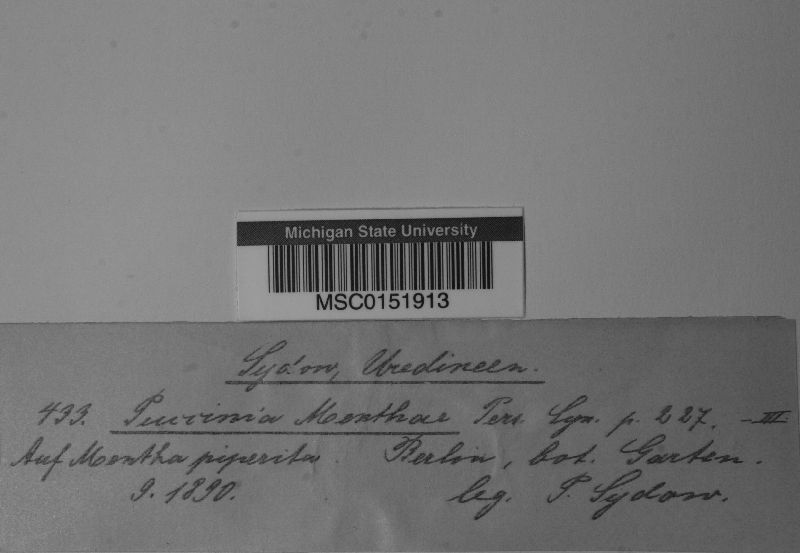 Michigan State University
MSC0151913
Sydow, Uredineen.
433. Puccinia Menthae Pers. Syn. p. 227. – III
Auf Mentha piperita. Berlin, bot. Garten.
9. 1890. leg. P. Sydow.